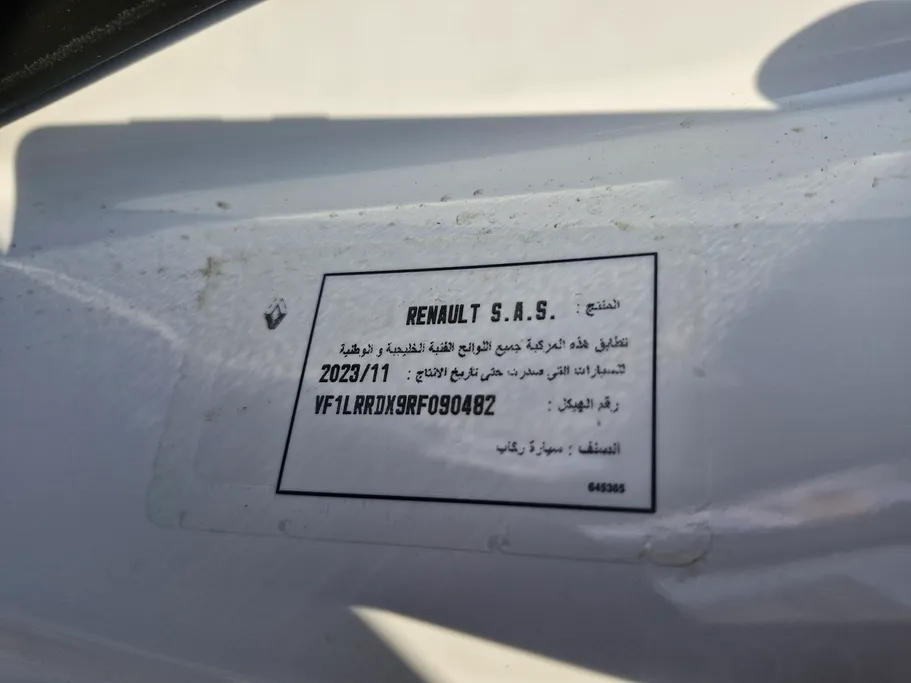 المنتج : RENAULT S.A.S.
تطابق هذه المركبة جميع اللوائح الفنية الخليجية و الوطنية
للسيارات التي صدرت حتى تاريخ الانتاج : 2023/11
رقم الهيكل : VF1LRRDX9RF090482
الصنف : سيارة ركاب
645365